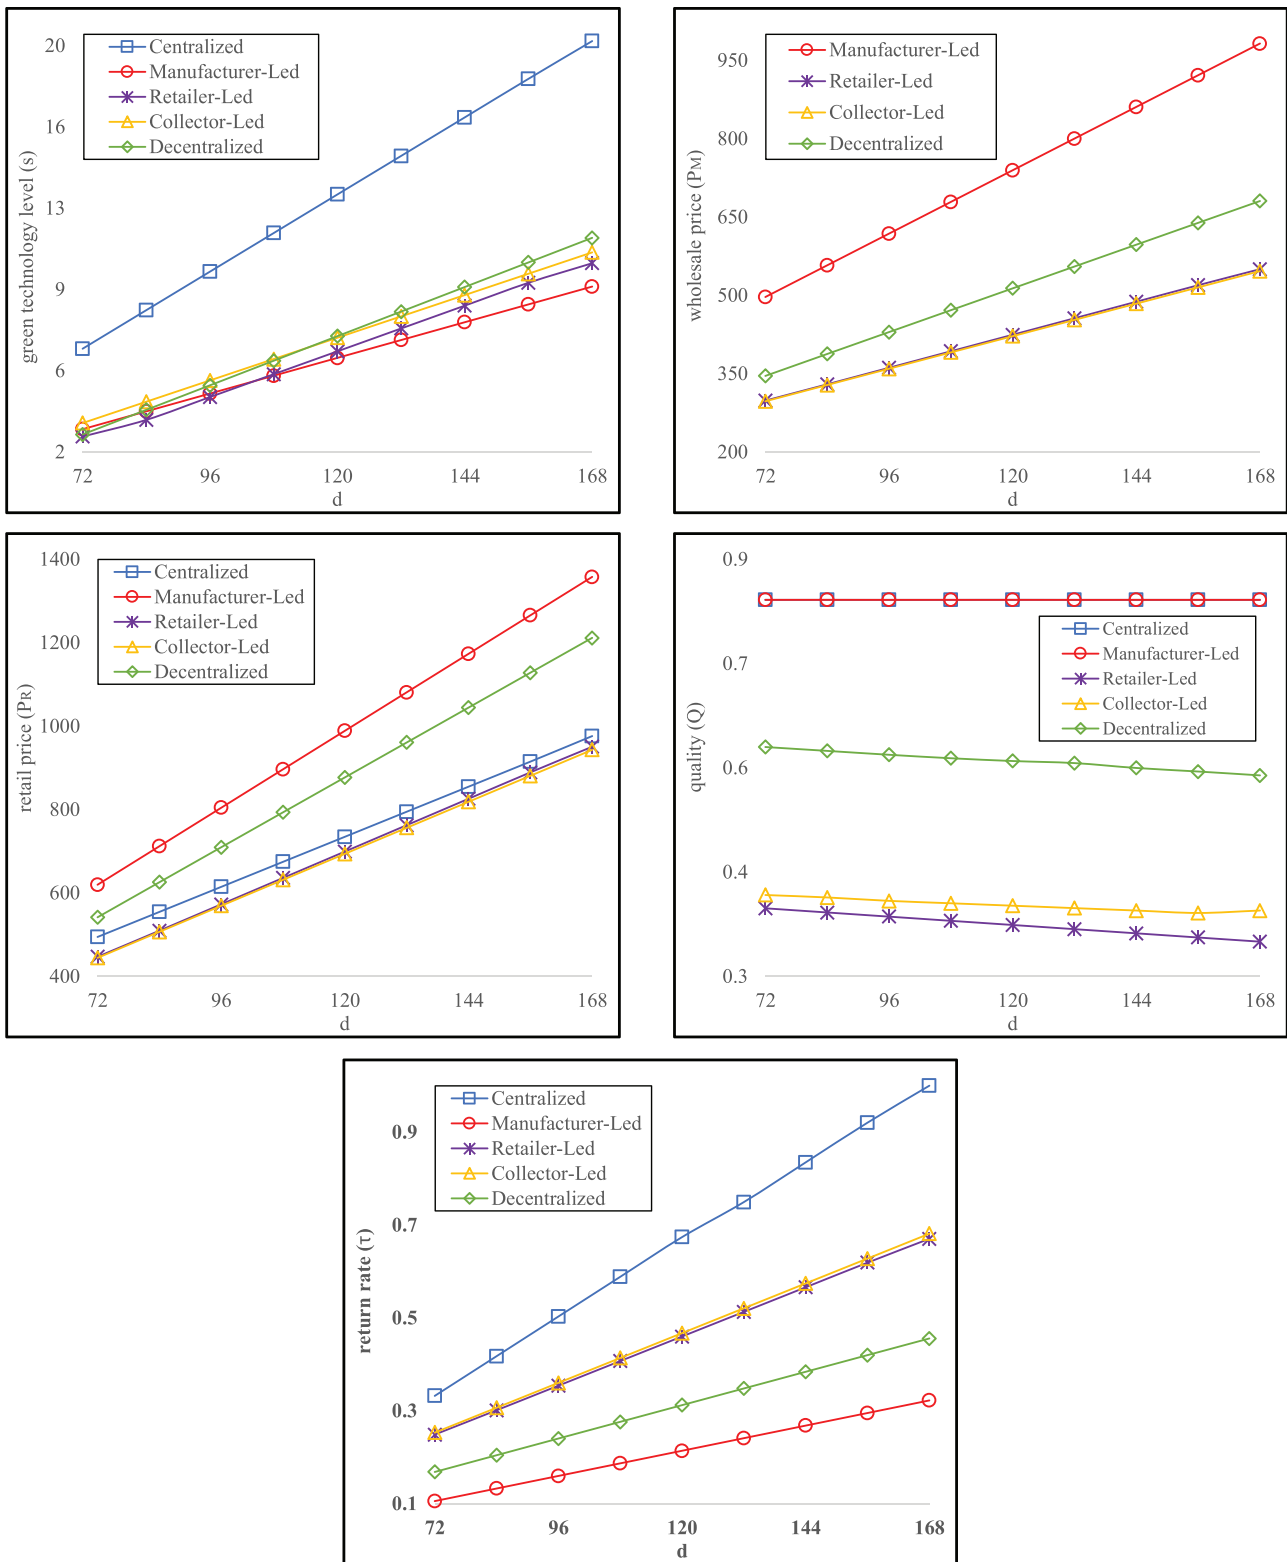 20
16
13
9
6
2
green technology level (s)
Centralized
Manufacturer-Led
Retailer-Led
Collector-Led
Decentralized
72 96 120 144 168
d
950
800
650
500
350
200
wholesale price (PM)
Manufacturer-Led
Retailer-Led
Collector-Led
Decentralized
72 96 120 144 168
d
1400
1200
1000
800
600
400
retail price (PR)
Centralized
Manufacturer-Led
Retailer-Led
Collector-Led
Decentralized
72 96 120 144 168
d
0.9
0.7
0.6
0.4
0.3
quality (Q)
Centralized
Manufacturer-Led
Retailer-Led
Collector-Led
Decentralized
72 96 120 144 168
d
0.9
0.7
0.5
0.3
0.1
return rate (τ)
Centralized
Manufacturer-Led
Retailer-Led
Collector-Led
Decentralized
72 96 120 144 168
d